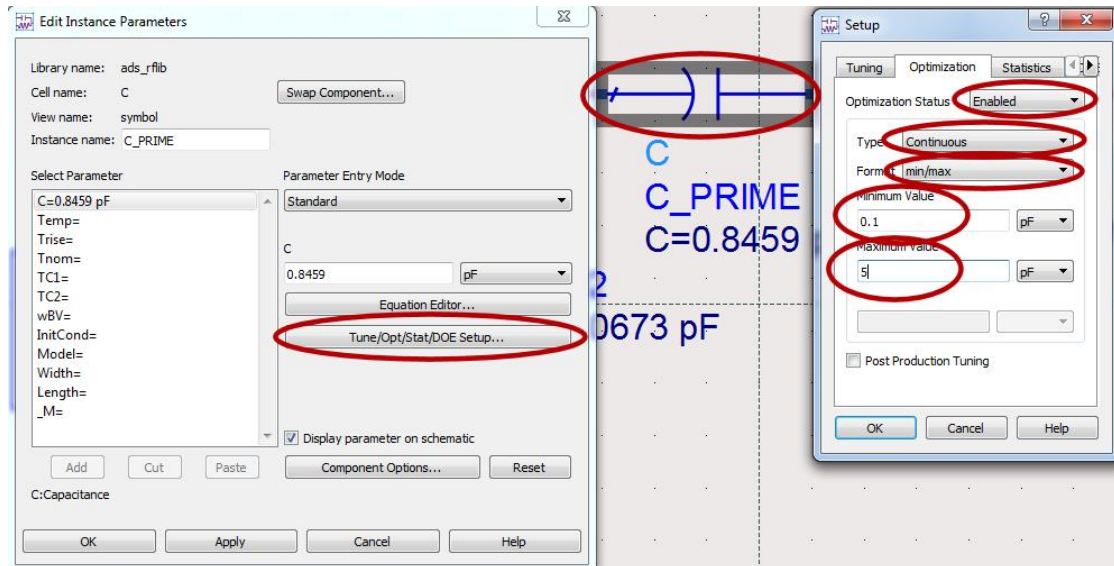 Edit Instance Parameters
Library name: ads_rflib
Cell name: C
Swap Component...
View name: symbol
Instance name: C_PRIME
Select Parameter
C=0.8459 pF
Temp=
Trise=
Tnom=
TC1=
TC2=
wBV=
InitCond=
Model=
Width=
Length=
_M=
Add Cut Paste
C:Capacitance
Parameter Entry Mode
Standard
C
0.8459 pF
Equation Editor...
Tune/Opt/Stat/DOE Setup...
Display parameter on schematic
Component Options... Reset
OK Apply Cancel Help
C
C_PRIME
C=0.8459
2
0673 pF
Setup
Tuning Optimization Statistics
Optimization Status Enabled
Type Continuous
Format min/max
Minimum Value
0.1 pF
Maximum Value
5 pF
Post Production Tuning
OK Cancel Help